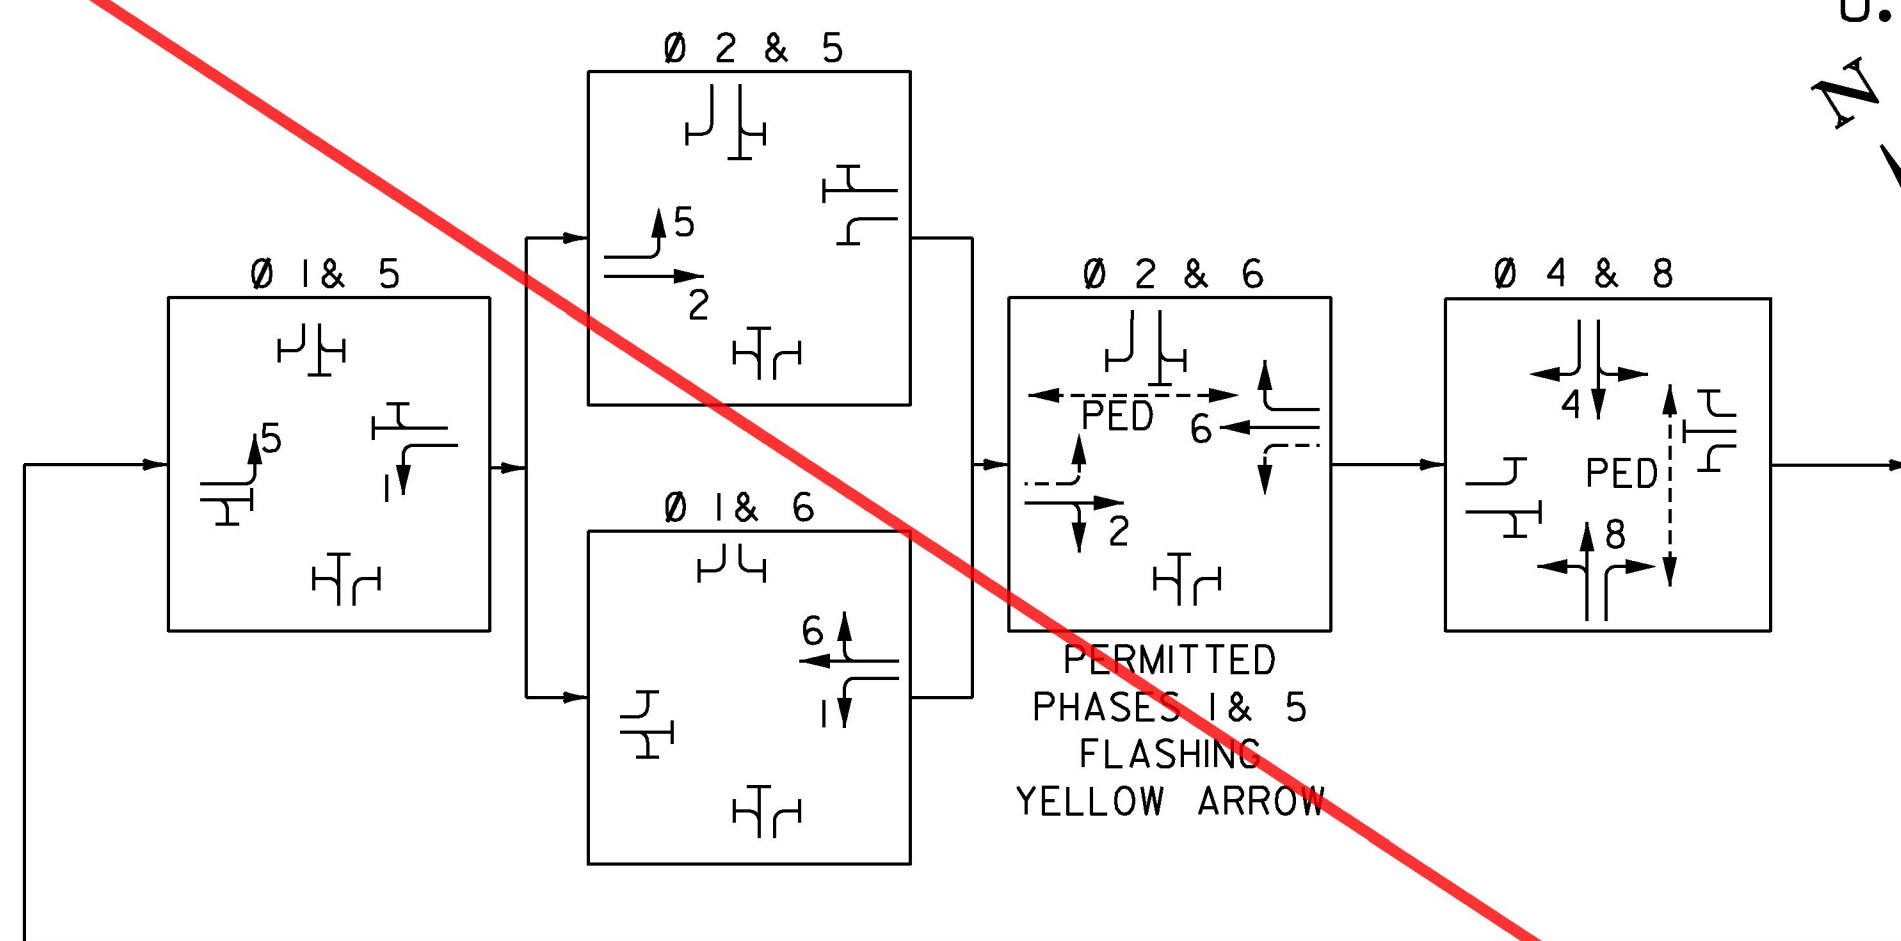 Ø 2 & 5
5
2
Ø 1 & 5
5
1
Ø 1 & 6
6
1
Ø 2 & 6
PED
6
2
PERMITTED
PHASES 1 & 5
FLASHING
YELLOW ARROW
Ø 4 & 8
4
PED
8
N